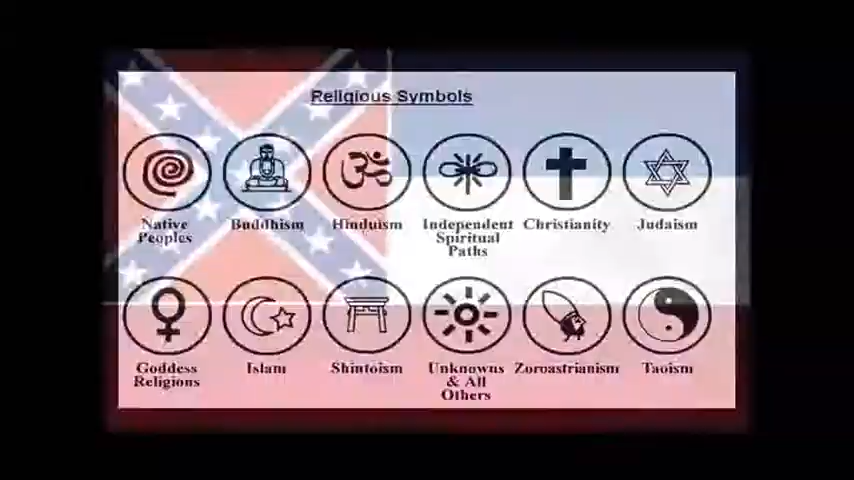 Religious Symbols
Native Peoples
Buddhism
Hinduism
Independent Spiritual Paths
Christianity
Judaism
Goddess Religions
Islam
Shintoism
Unknowns & All Others
Zoroastrianism
Taoism